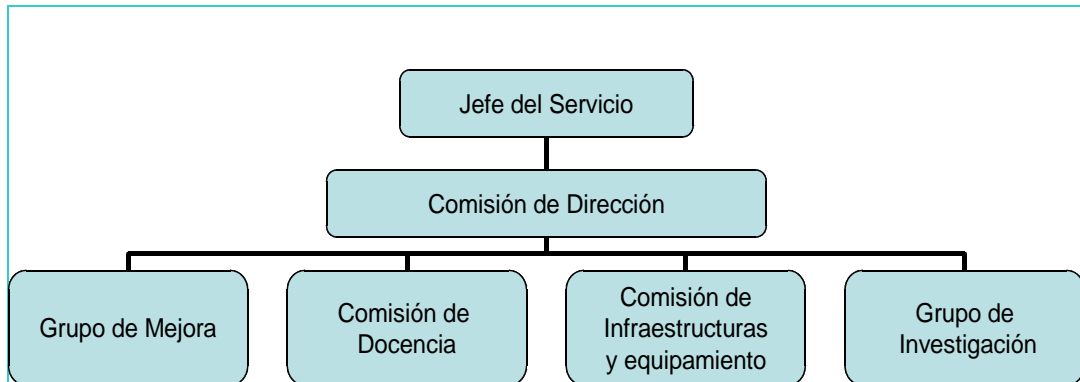 Jefe del Servicio
Comisión de Dirección
Grupo de Mejora
Comisión de
Docencia
Comisión de
Infraestructuras
y equipamiento
Grupo de
Investigación